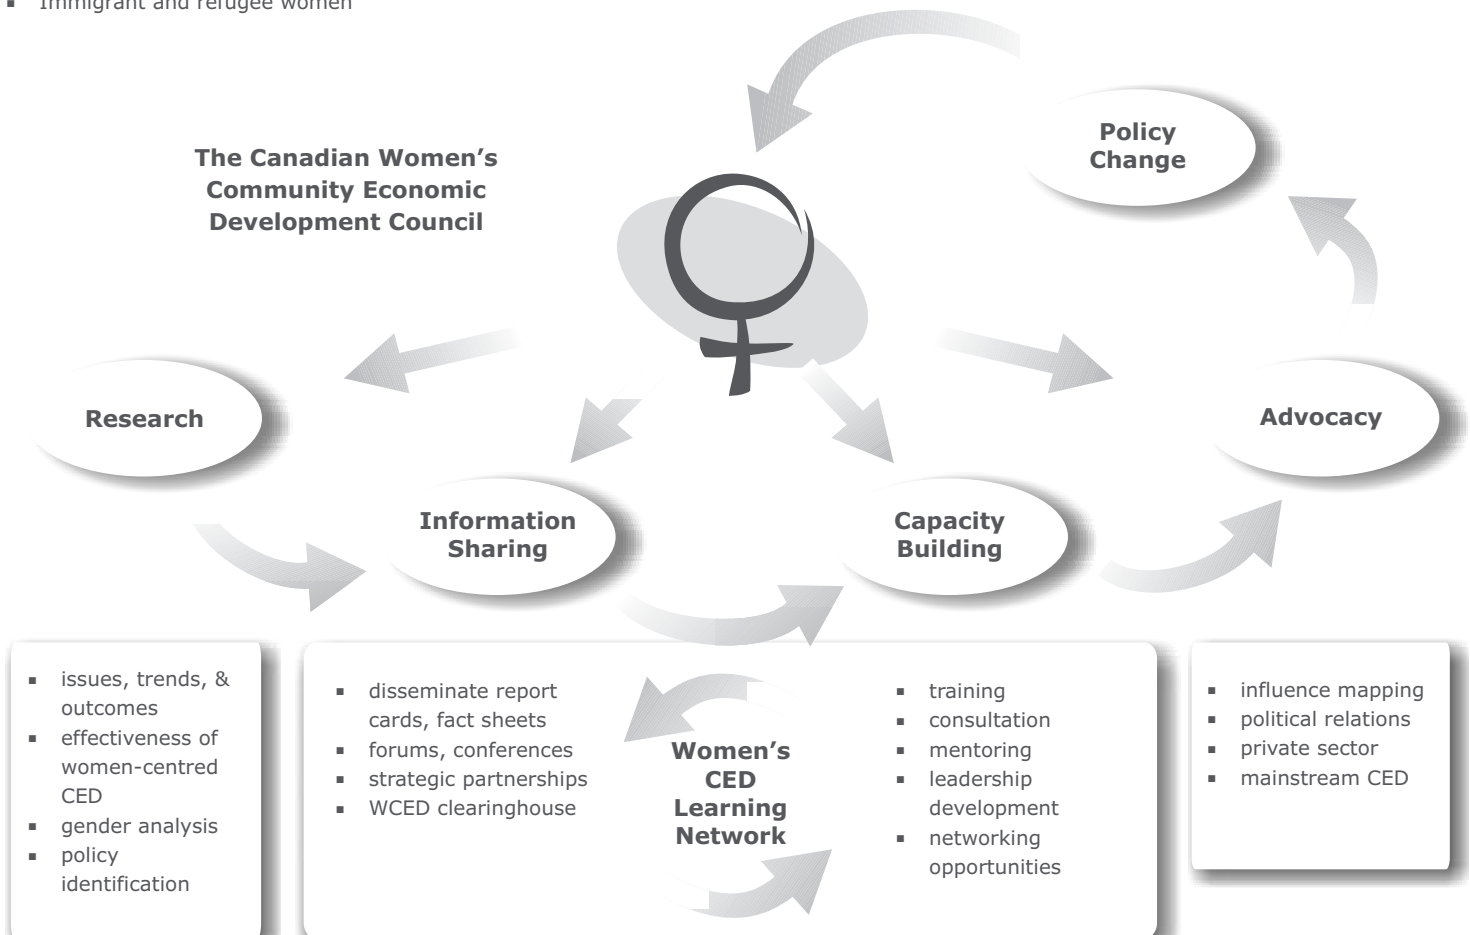 ▪ Immigrant and refugee women
The Canadian Women’s
Community Economic
Development Council
Policy
Change
Research
Advocacy
Information
Sharing
Capacity
Building
▪ issues, trends, &
outcomes
▪ effectiveness of
women-centred
CED
▪ gender analysis
▪ policy
identification
▪ disseminate report
cards, fact sheets
▪ forums, conferences
▪ strategic partnerships
▪ WCED clearinghouse
Women’s
CED
Learning
Network
▪ training
▪ consultation
▪ mentoring
▪ leadership
development
▪ networking
opportunities
▪ influence mapping
▪ political relations
▪ private sector
▪ mainstream CED